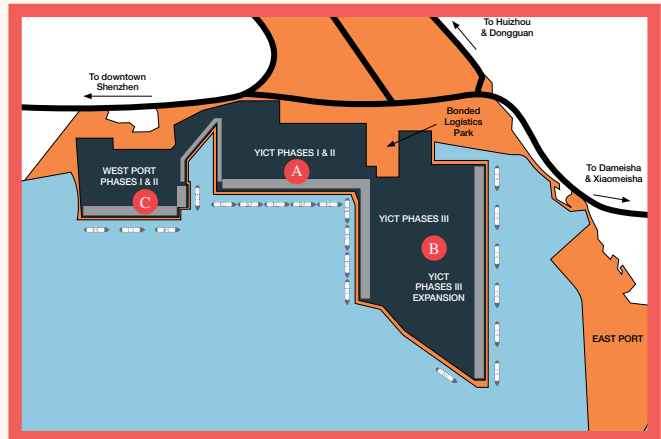 To Huizhou
& Dongguan
To downtown
Shenzhen
Bonded
Logistics
Park
YICT PHASES I & II
A
WEST PORT
PHASES I & II
C
To Dameisha
& Xiaomeisha
YICT PHASES III
B
YICT
PHASES III
EXPANSION
EAST PORT